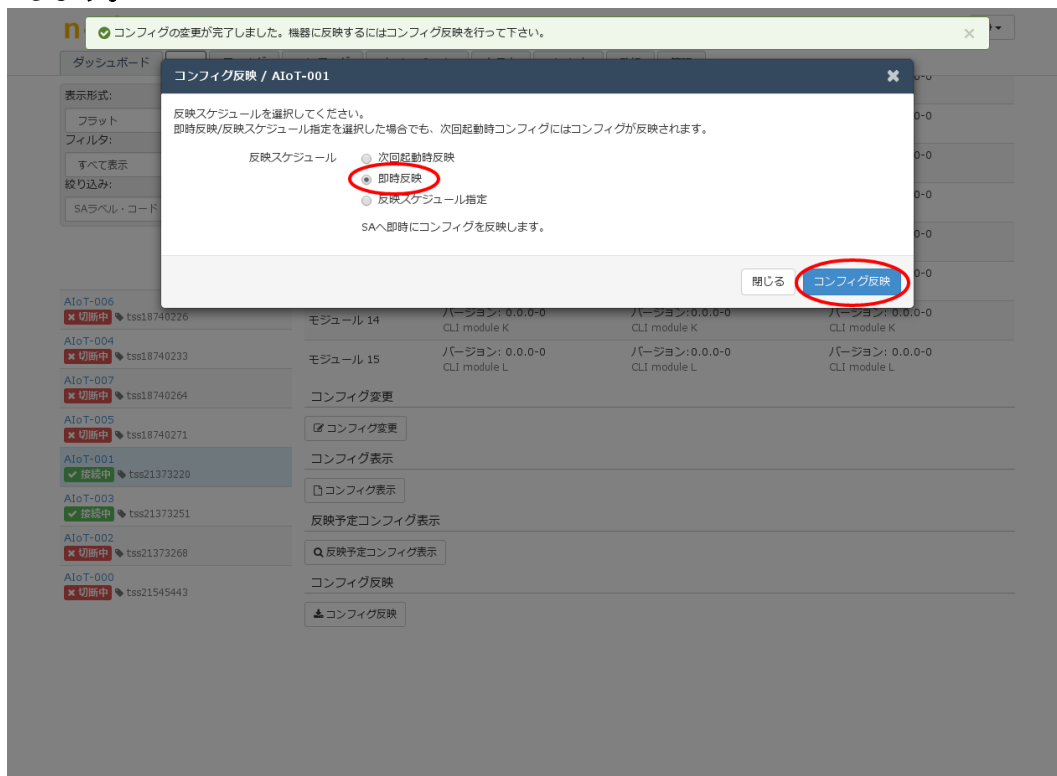 コンフィグの変更が完了しました。機器に反映するにはコンフィグ反映を行って下さい。
ダッシュボード
コンフィグ反映 / AIoT-001
表示形式:
フラット
フィルタ:
すべて表示
絞り込み:
SAラベル・コード
反映スケジュールを選択してください。
即時反映/反映スケジュール指定を選択した場合でも、次回起動時コンフィグにはコンフィグが反映されます。
反映スケジュール
次回起動時反映
即時反映
反映スケジュール指定
SAへ即時にコンフィグを反映します。
閉じる
コンフィグ反映
AIoT-006
切断中 tss18740226
AIoT-004
切断中 tss18740233
AIoT-007
切断中 tss18740264
AIoT-005
切断中 tss18740271
AIoT-001
接続中 tss21373220
AIoT-003
接続中 tss21373251
AIoT-002
切断中 tss21373268
AIoT-000
切断中 tss21545443
モジュール 14 バージョン: 0.0.0-0 バージョン:0.0.0-0 バージョン: 0.0.0-0
CLI module K CLI module K CLI module K
モジュール 15 バージョン: 0.0.0-0 バージョン:0.0.0-0 バージョン: 0.0.0-0
CLI module L CLI module L CLI module L
コンフィグ変更
コンフィグ変更
コンフィグ表示
コンフィグ表示
反映予定コンフィグ表示
反映予定コンフィグ表示
コンフィグ反映
コンフィグ反映